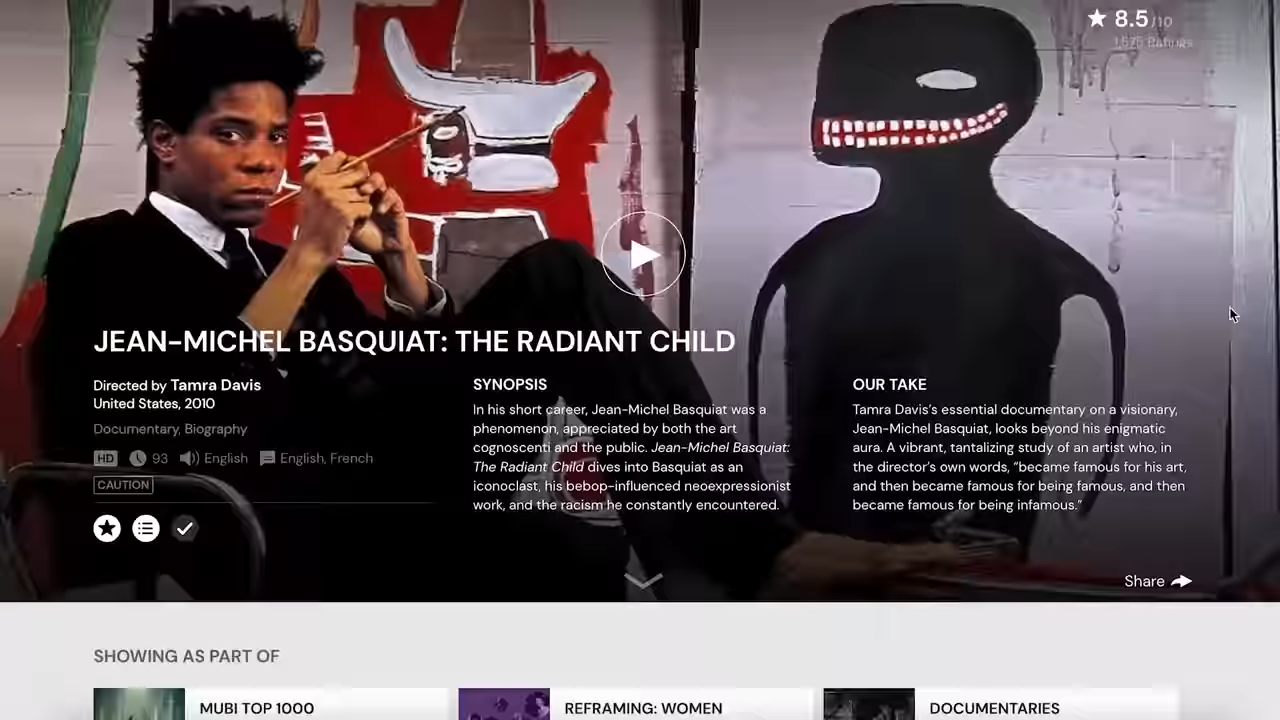 8.5/10
1,575 Ratings
JEAN-MICHEL BASQUIAT: THE RADIANT CHILD
Directed by Tamra Davis
United States, 2010
Documentary, Biography
HD 93 English English, French
CAUTION
SYNOPSIS
In his short career, Jean-Michel Basquiat was a
phenomenon, appreciated by both the art
cognoscenti and the public. Jean-Michel Basquiat:
The Radiant Child dives into Basquiat as an
iconoclast, his bebop-influenced neoexpressionist
work, and the racism he constantly encountered.
OUR TAKE
Tamra Davis’s essential documentary on a visionary,
Jean-Michel Basquiat, looks beyond his enigmatic
aura. A vibrant, tantalizing study of an artist who, in
the director’s own words, “became famous for his art,
and then became famous for being famous, and then
became famous for being infamous.”
Share
SHOWING AS PART OF
MUBI TOP 1000
REFRAMING: WOMEN
DOCUMENTARIES